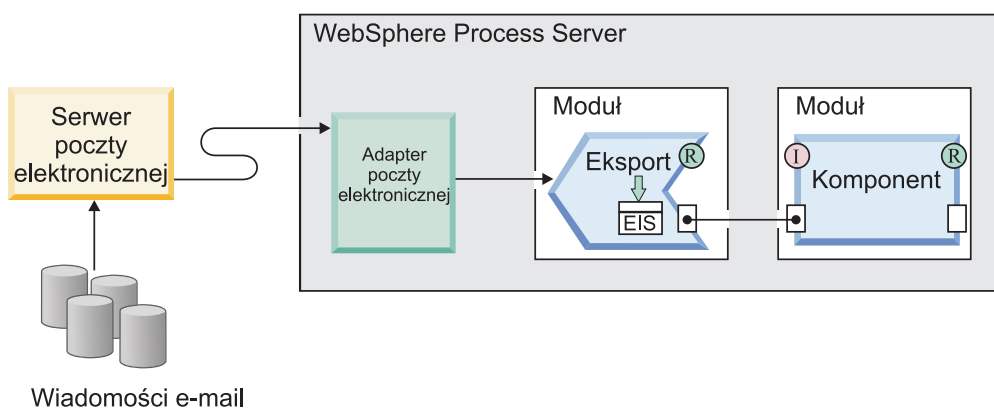 WebSphere Process Server
Serwer
poczty
elektronicznej
Adapter
poczty
elektronicznej
Moduł
Eksport
R
EIS
Moduł
I
R
Komponent
Wiadomości e-mail